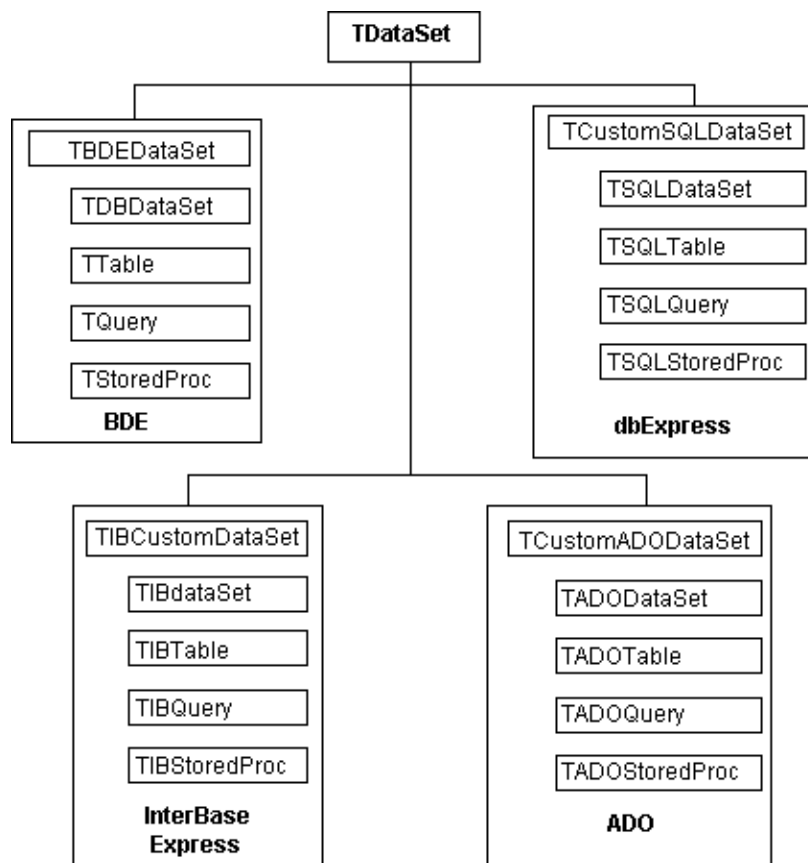 TDataSet
TBDEDataSet
TDBDataSet
TTable
TQuery
TStoredProc
BDE
TCustomSQLDataSet
TSQLDataSet
TSQLTable
TSQLQuery
TSQLStoredProc
dbExpress
TIBCustomDataSet
TIBdataSet
TIBTable
TIBQuery
TIBStoredProc
InterBase
Express
TCustomADODataSet
TADODataSet
TADOTable
TADOQuery
TADOStoredProc
ADO